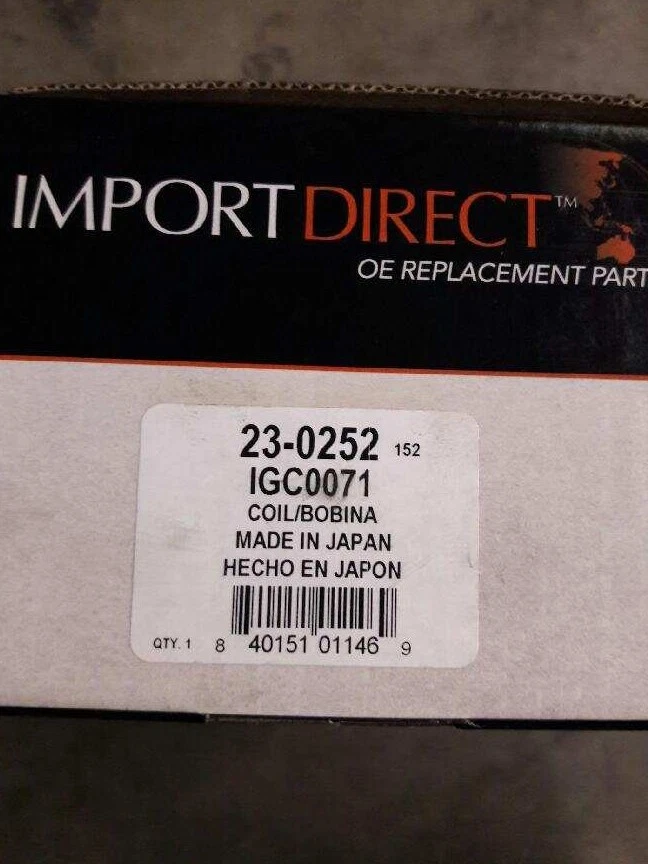 IMPORT DIRECT™
OE REPLACEMENT PART
23-0252 152
IGC0071
COIL/BOBINA
MADE IN JAPAN
HECHO EN JAPON
QTY. 1 8 40151 01146 9